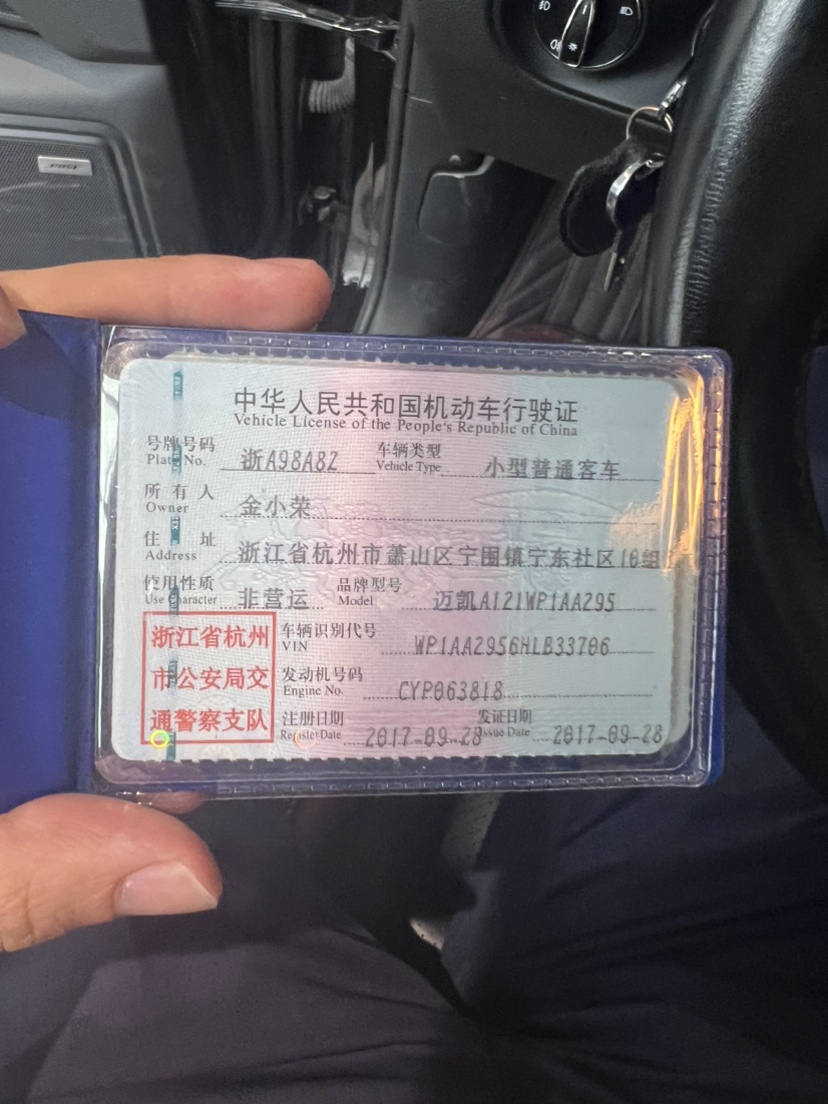 中华人民共和国机动车行驶证
Vehicle License of the People's Republic of China
号牌号码 浙A98A8Z 车辆类型 小型普通客车
Plate No. Vehicle Type
所有人 金小荣
Owner
住址 浙江省杭州市萧山区宁围镇宁东社区16组
Address
使用性质 非营运 品牌型号 迈凯A121WP1AA295
Use Character Model
浙江省杭州
市公安局交
通警察支队
车辆识别代号 WP1AA2956HLB33706
VIN
发动机号码 CYP063818
Engine No.
注册日期 2017-09-28 发证日期 2017-09-28
Register Date Issue Date